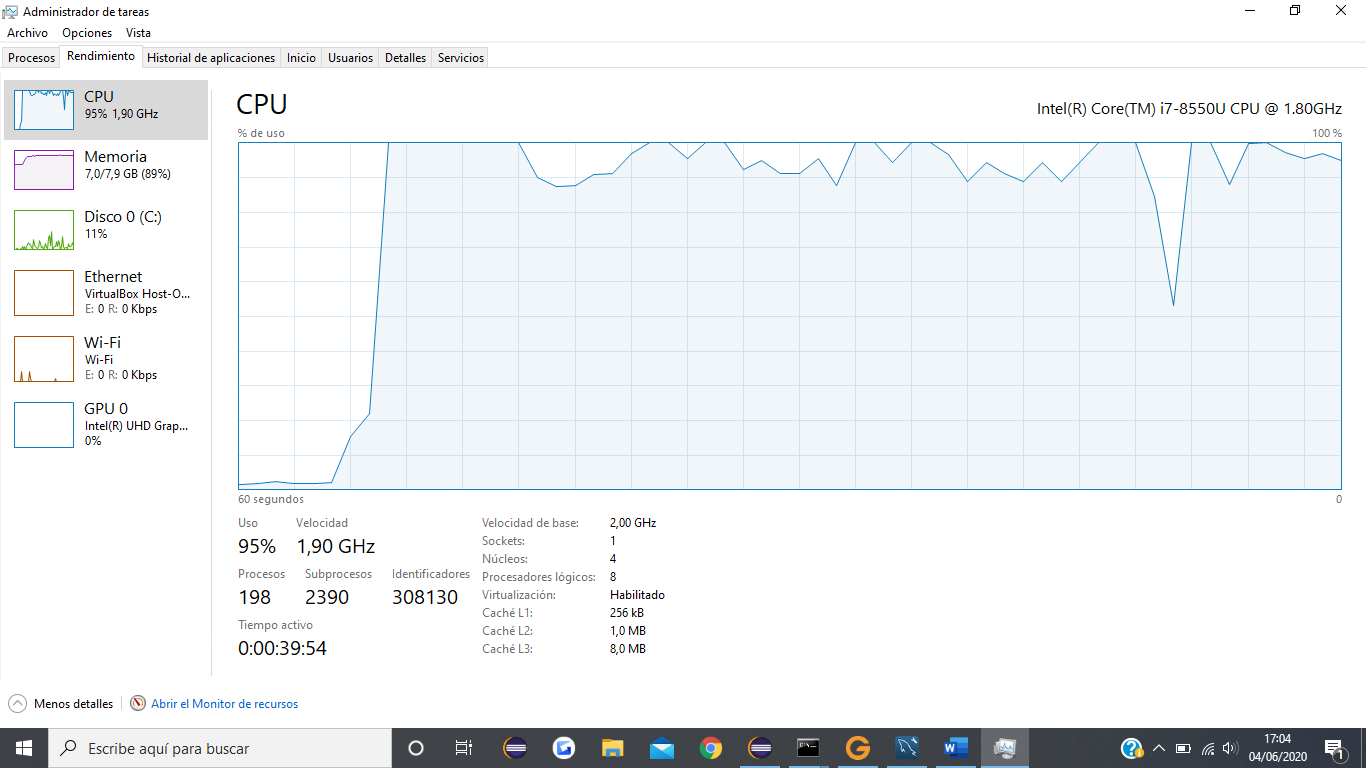 Administrador de tareas
Archivo Opciones Vista
Procesos Rendimiento Historial de aplicaciones Inicio Usuarios Detalles Servicios
CPU
95% 1,90 GHz
Memoria
7,0/7,9 GB (89%)
Disco 0 (C:)
11%
Ethernet
VirtualBox Host-O...
E: 0 R: 0 Kbps
Wi-Fi
Wi-Fi
E: 0 R: 0 Kbps
GPU 0
Intel(R) UHD Grap...
0%
CPU
Intel(R) Core(TM) i7-8550U CPU @ 1.80GHz
% de uso 100 %
60 segundos 0
Uso Velocidad
95% 1,90 GHz
Procesos Subprocesos Identificadores
198 2390 308130
Tiempo activo
0:00:39:54
Velocidad de base: 2,00 GHz
Sockets: 1
Núcleos: 4
Procesadores lógicos: 8
Virtualización: Habilitado
Caché L1: 256 kB
Caché L2: 1,0 MB
Caché L3: 8,0 MB
Menos detalles Abrir el Monitor de recursos
Escribe aquí para buscar
17:04
04/06/2020
1